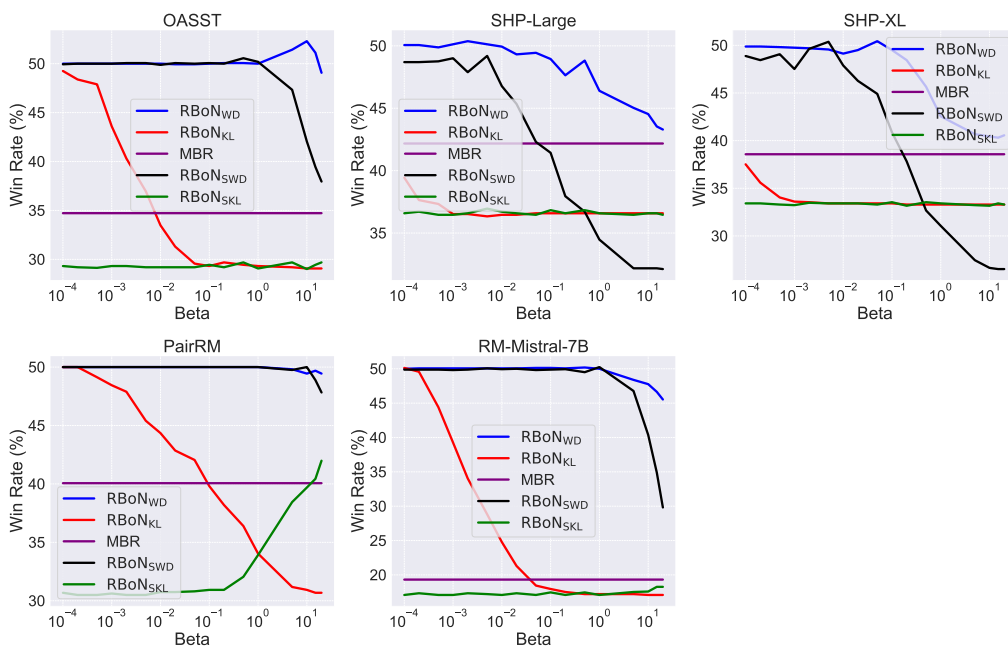 OASST
Win Rate (%)
50
45
40
35
30
RBoN_WD
RBoN_KL
MBR
RBoN_SWD
RBoN_SKL
10^−4 10^−3 10^−2 10^−1 10^0 10^1
Beta
SHP-Large
Win Rate (%)
50
45
40
35
RBoN_WD
RBoN_KL
MBR
RBoN_SWD
RBoN_SKL
10^−4 10^−3 10^−2 10^−1 10^0 10^1
Beta
SHP-XL
Win Rate (%)
50
45
40
35
30
RBoN_WD
RBoN_KL
MBR
RBoN_SWD
RBoN_SKL
10^−4 10^−3 10^−2 10^−1 10^0 10^1
Beta
PairRM
Win Rate (%)
50
45
40
35
30
RBoN_WD
RBoN_KL
MBR
RBoN_SWD
RBoN_SKL
10^−4 10^−3 10^−2 10^−1 10^0 10^1
Beta
RM-Mistral-7B
Win Rate (%)
50
45
40
35
30
25
20
RBoN_WD
RBoN_KL
MBR
RBoN_SWD
RBoN_SKL
10^−4 10^−3 10^−2 10^−1 10^0 10^1
Beta